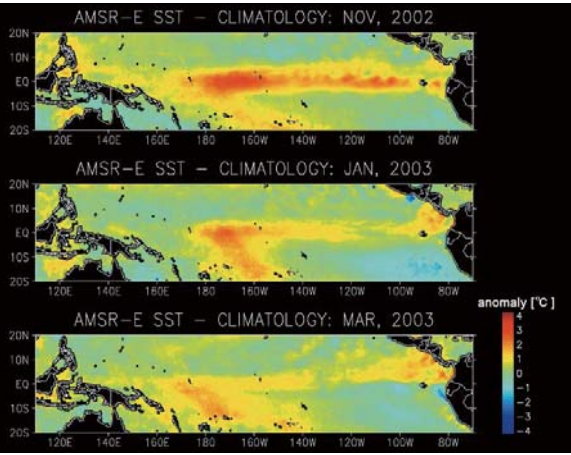 AMSR-E SST - CLIMATOLOGY: NOV, 2002
20N
10N
EQ
10S
20S
120E 140E 160E 180 160W 140W 120W 100W 80W
AMSR-E SST - CLIMATOLOGY: JAN, 2003
20N
10N
EQ
10S
20S
120E 140E 160E 180 160W 140W 120W 100W 80W
anomaly [℃]
4
3
2
1
0
-1
-2
-3
-4
AMSR-E SST - CLIMATOLOGY: MAR, 2003
20N
10N
EQ
10S
20S
120E 140E 160E 180 160W 140W 120W 100W 80W